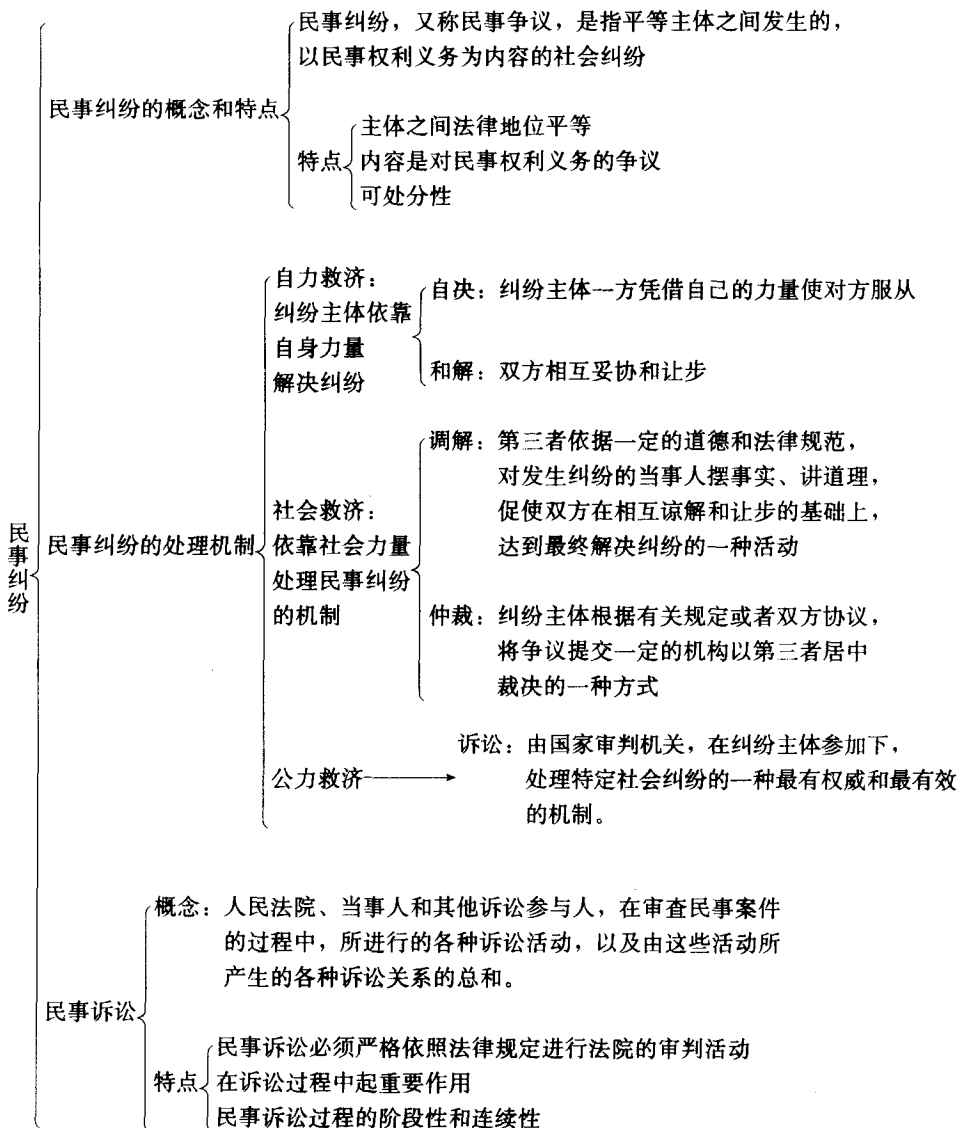 民事纠纷，又称民事争议，是指平等主体之间发生的，
以民事权利义务为内容的社会纠纷
民事纠纷的概念和特点
主体之间法律地位平等
特点
内容是对民事权利义务的争议
可处分性
自力救济：
纠纷主体依靠
自身力量
解决纠纷
自决：纠纷主体一方凭借自己的力量使对方服从
和解：双方相互妥协和让步
民事纠纷
民事纠纷的处理机制
社会救济：
依靠社会力量
处理民事纠纷
的机制
调解：第三者依据一定的道德和法律规范，
对发生纠纷的当事人摆事实、讲道理，
促使双方在相互谅解和让步的基础上，
达到最终解决纠纷的一种活动
仲裁：纠纷主体根据有关规定或者双方协议，
将争议提交一定的机构以第三者居中
裁决的一种方式
公力救济
诉讼：由国家审判机关，在纠纷主体参加下，
处理特定社会纠纷的一种最有权威和最有效
的机制。
民事诉讼
概念：人民法院、当事人和其他诉讼参与人，在审查民事案件
的过程中，所进行的各种诉讼活动，以及由这些活动所
产生的各种诉讼关系的总和。
特点
民事诉讼必须严格依照法律规定进行法院的审判活动
在诉讼过程中起重要作用
民事诉讼过程的阶段性和连续性